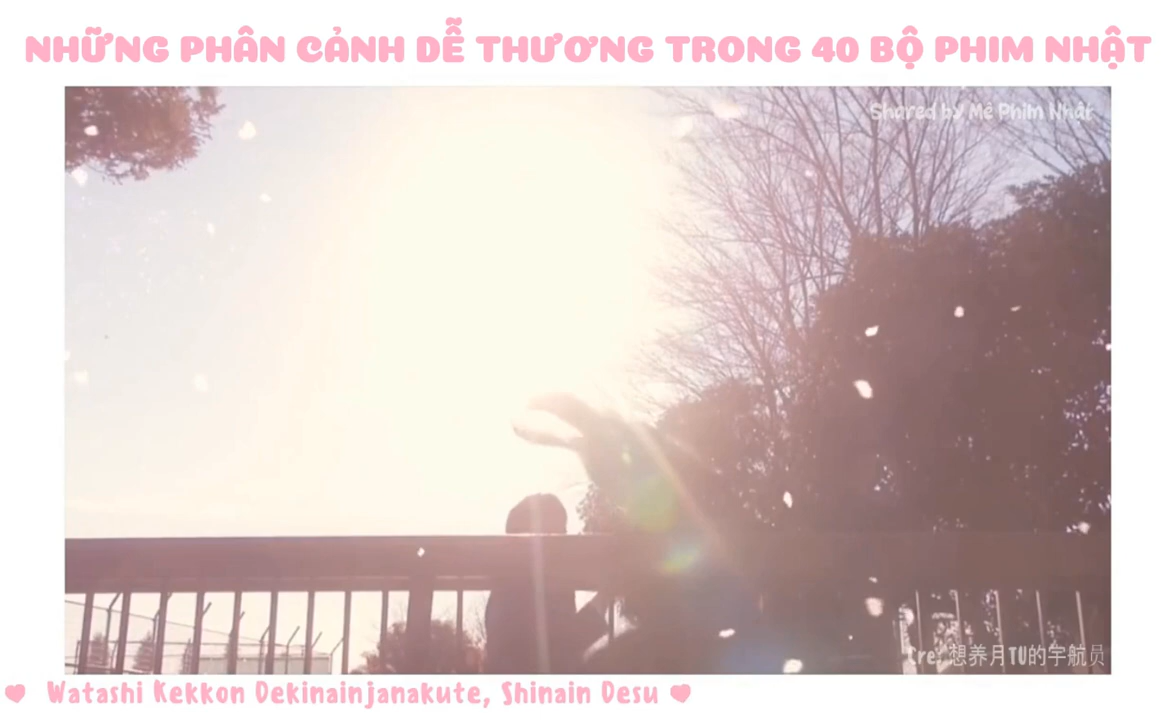 NHỮNG PHÂN CẢNH DỄ THƯƠNG TRONG 40 BỘ PHIM NHẬT
Shared by Mê Phim Nhật
Cre: 想养月TU的宇航员
Watashi Kekkon Dekinainjanakute, Shinain Desu